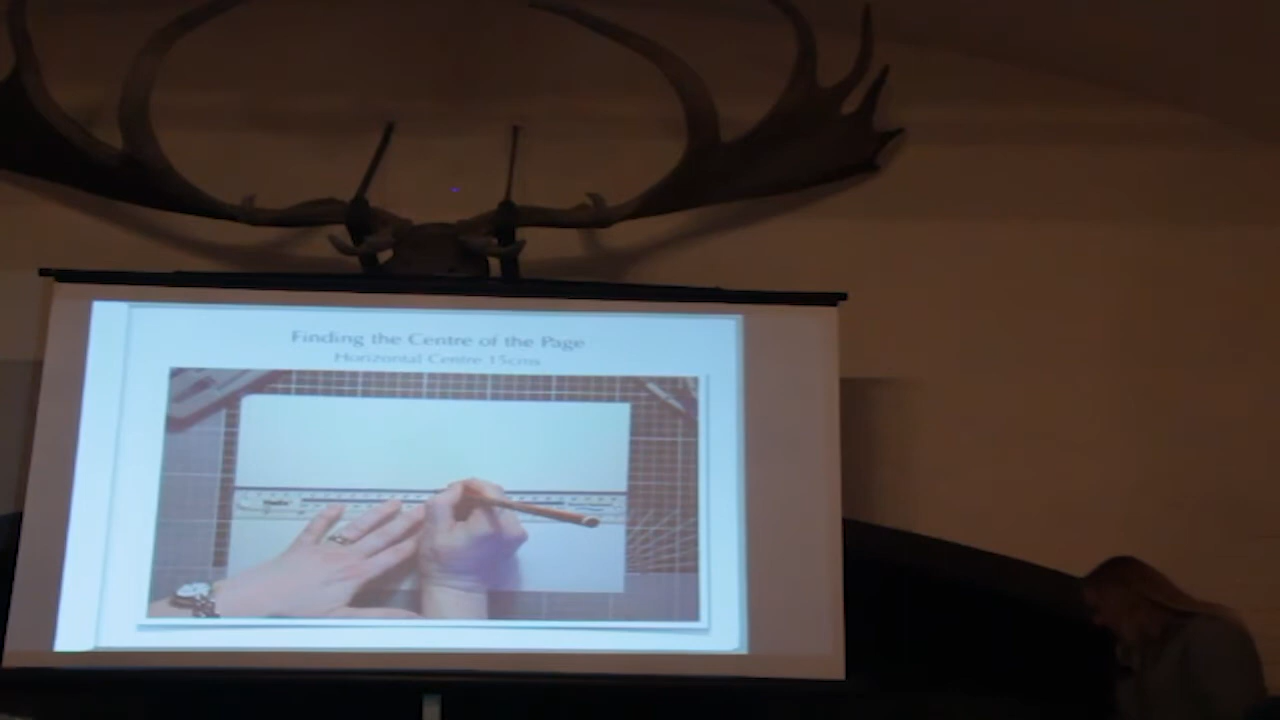 Finding the Centre of the Page
Horizontal Centre 15cms